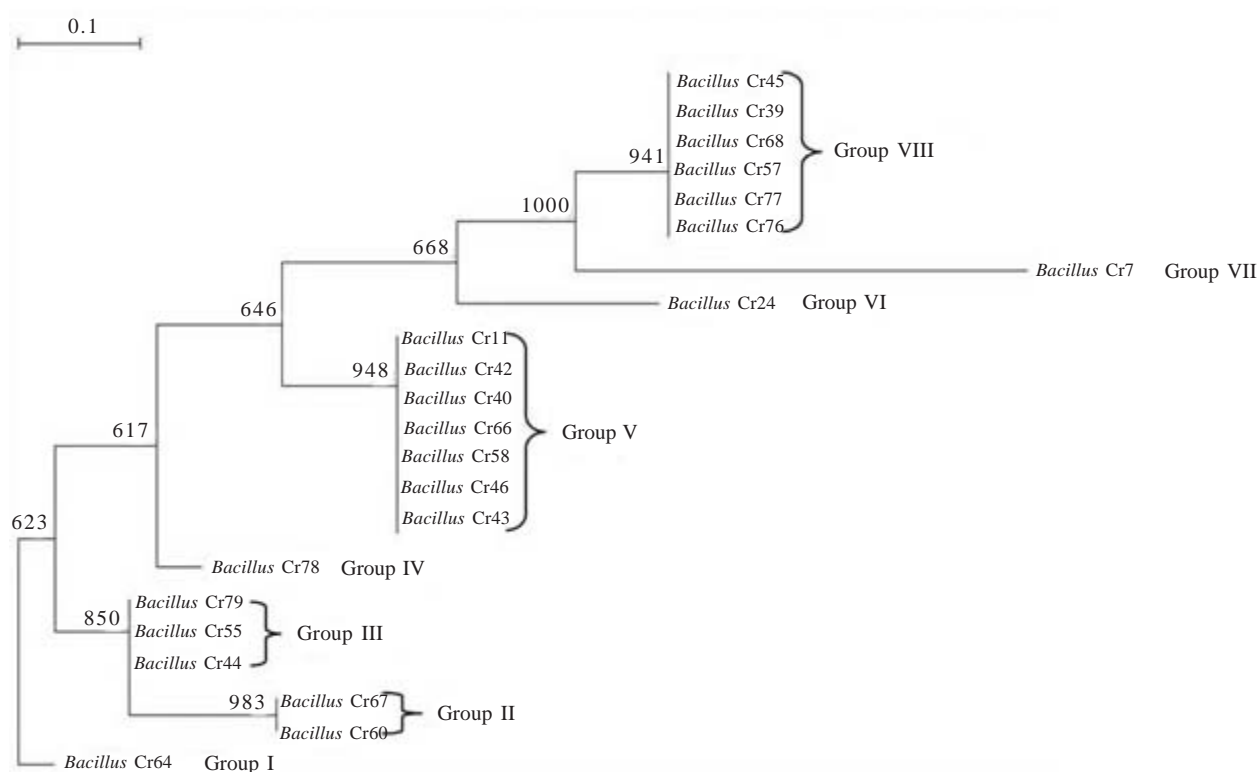 0.1
Bacillus Cr45
Bacillus Cr39
Bacillus Cr68
941 Bacillus Cr57 Group VIII
Bacillus Cr77
1000 Bacillus Cr76
668
Bacillus Cr7 Group VII
646 Bacillus Cr24 Group VI
Bacillus Cr11
948 Bacillus Cr42
Bacillus Cr40
617 Bacillus Cr66 Group V
Bacillus Cr58
Bacillus Cr46
623 Bacillus Cr43
Bacillus Cr78 Group IV
Bacillus Cr79
850 Bacillus Cr55 Group III
Bacillus Cr44
983 Bacillus Cr67 Group II
Bacillus Cr60
Bacillus Cr64 Group I